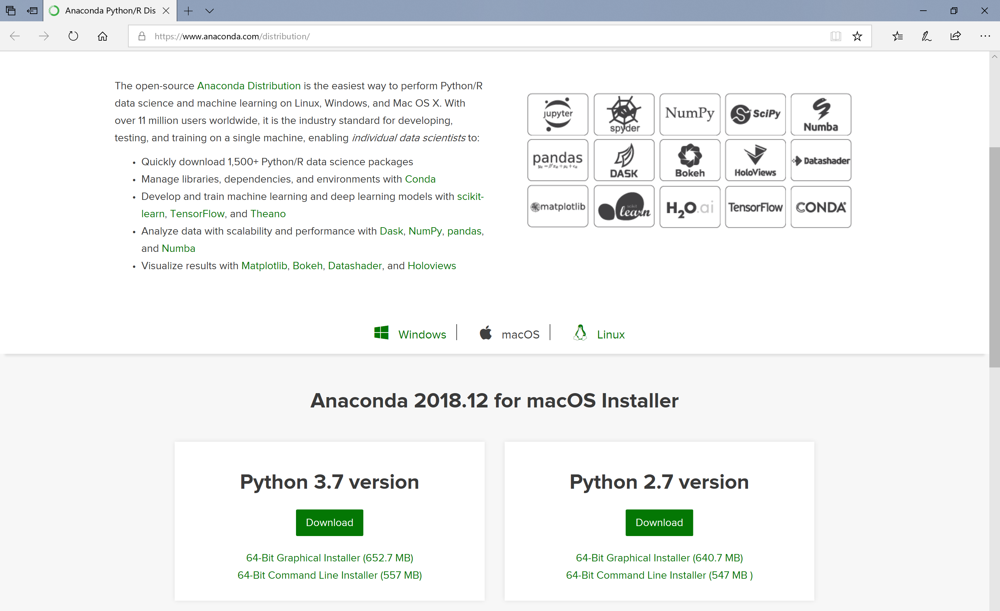 Anaconda Python/R Dis
https://www.anaconda.com/distribution/
The open-source Anaconda Distribution is the easiest way to perform Python/R
data science and machine learning on Linux, Windows, and Mac OS X. With
over 11 million users worldwide, it is the industry standard for developing,
testing, and training on a single machine, enabling individual data scientists to:
• Quickly download 1,500+ Python/R data science packages
• Manage libraries, dependencies, and environments with Conda
• Develop and train machine learning and deep learning models with scikit-
learn, TensorFlow, and Theano
• Analyze data with scalability and performance with Dask, NumPy, pandas,
and Numba
• Visualize results with Matplotlib, Bokeh, Datashader, and Holoviews
jupyter
spyder
NumPy
SciPy
Numba
pandas
DASK
Bokeh
HoloViews
Datashader
matplotlib
scikit
learn
H2O.ai
TensorFlow
CONDA
Windows
macOS
Linux
Anaconda 2018.12 for macOS Installer
Python 3.7 version
Download
64-Bit Graphical Installer (652.7 MB)
64-Bit Command Line Installer (557 MB)
Python 2.7 version
Download
64-Bit Graphical Installer (640.7 MB)
64-Bit Command Line Installer (547 MB )